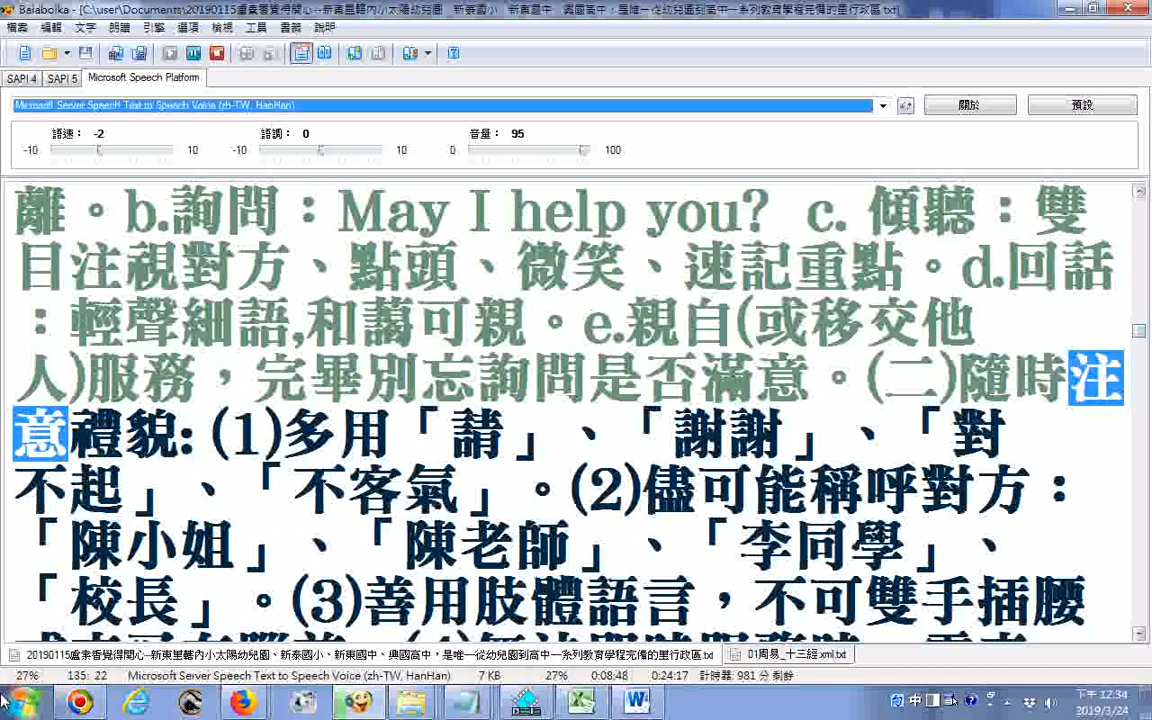 Balabolka - [C:\user\Documents\20190115盧素香覺得開心--新東里轄內小太陽幼兒園、新泰國小、新東國中、興國高中，是唯一從幼兒園到高中一系列教育學程完備的里行政區.txt]
檔案 編輯 文字 朗讀 引擎 選項 檢視 工具 書籤 說明
SAPI 4 SAPI 5 Microsoft Speech Platform
Microsoft Server Speech Text to Speech Voice (zh-TW, HanHan)
關於 預設
語速： -2 語調： 0 音量： 95
-10 10 -10 10 0 100
離。b.詢問：May I help you? c. 傾聽：雙
目注視對方、點頭、微笑、速記重點。d.回話
：輕聲細語,和藹可親。e.親自(或移交他
人)服務，完畢別忘詢問是否滿意。(二)隨時注
意禮貌: (1)多用「請」、「謝謝」、「對
不起」、「不客氣」。(2)儘可能稱呼對方：
「陳小姐」、「陳老師」、「李同學」、
「校長」。(3)善用肢體語言，不可雙手插腰
20190115盧素香覺得開心--新東里轄內小太陽幼兒園、新泰國小、新東國中、興國高中，是唯一從幼兒園到高中一系列教育學程完備的里行政區.txt 01周易_十三經.xml.txt
27% 135: 22 Microsoft Server Speech Text to Speech Voice (zh-TW, HanHan) 7 KB 27% 0:08:48 0:24:17 計時器: 981 分 剩餘
中
下午 12:34
2019/3/24